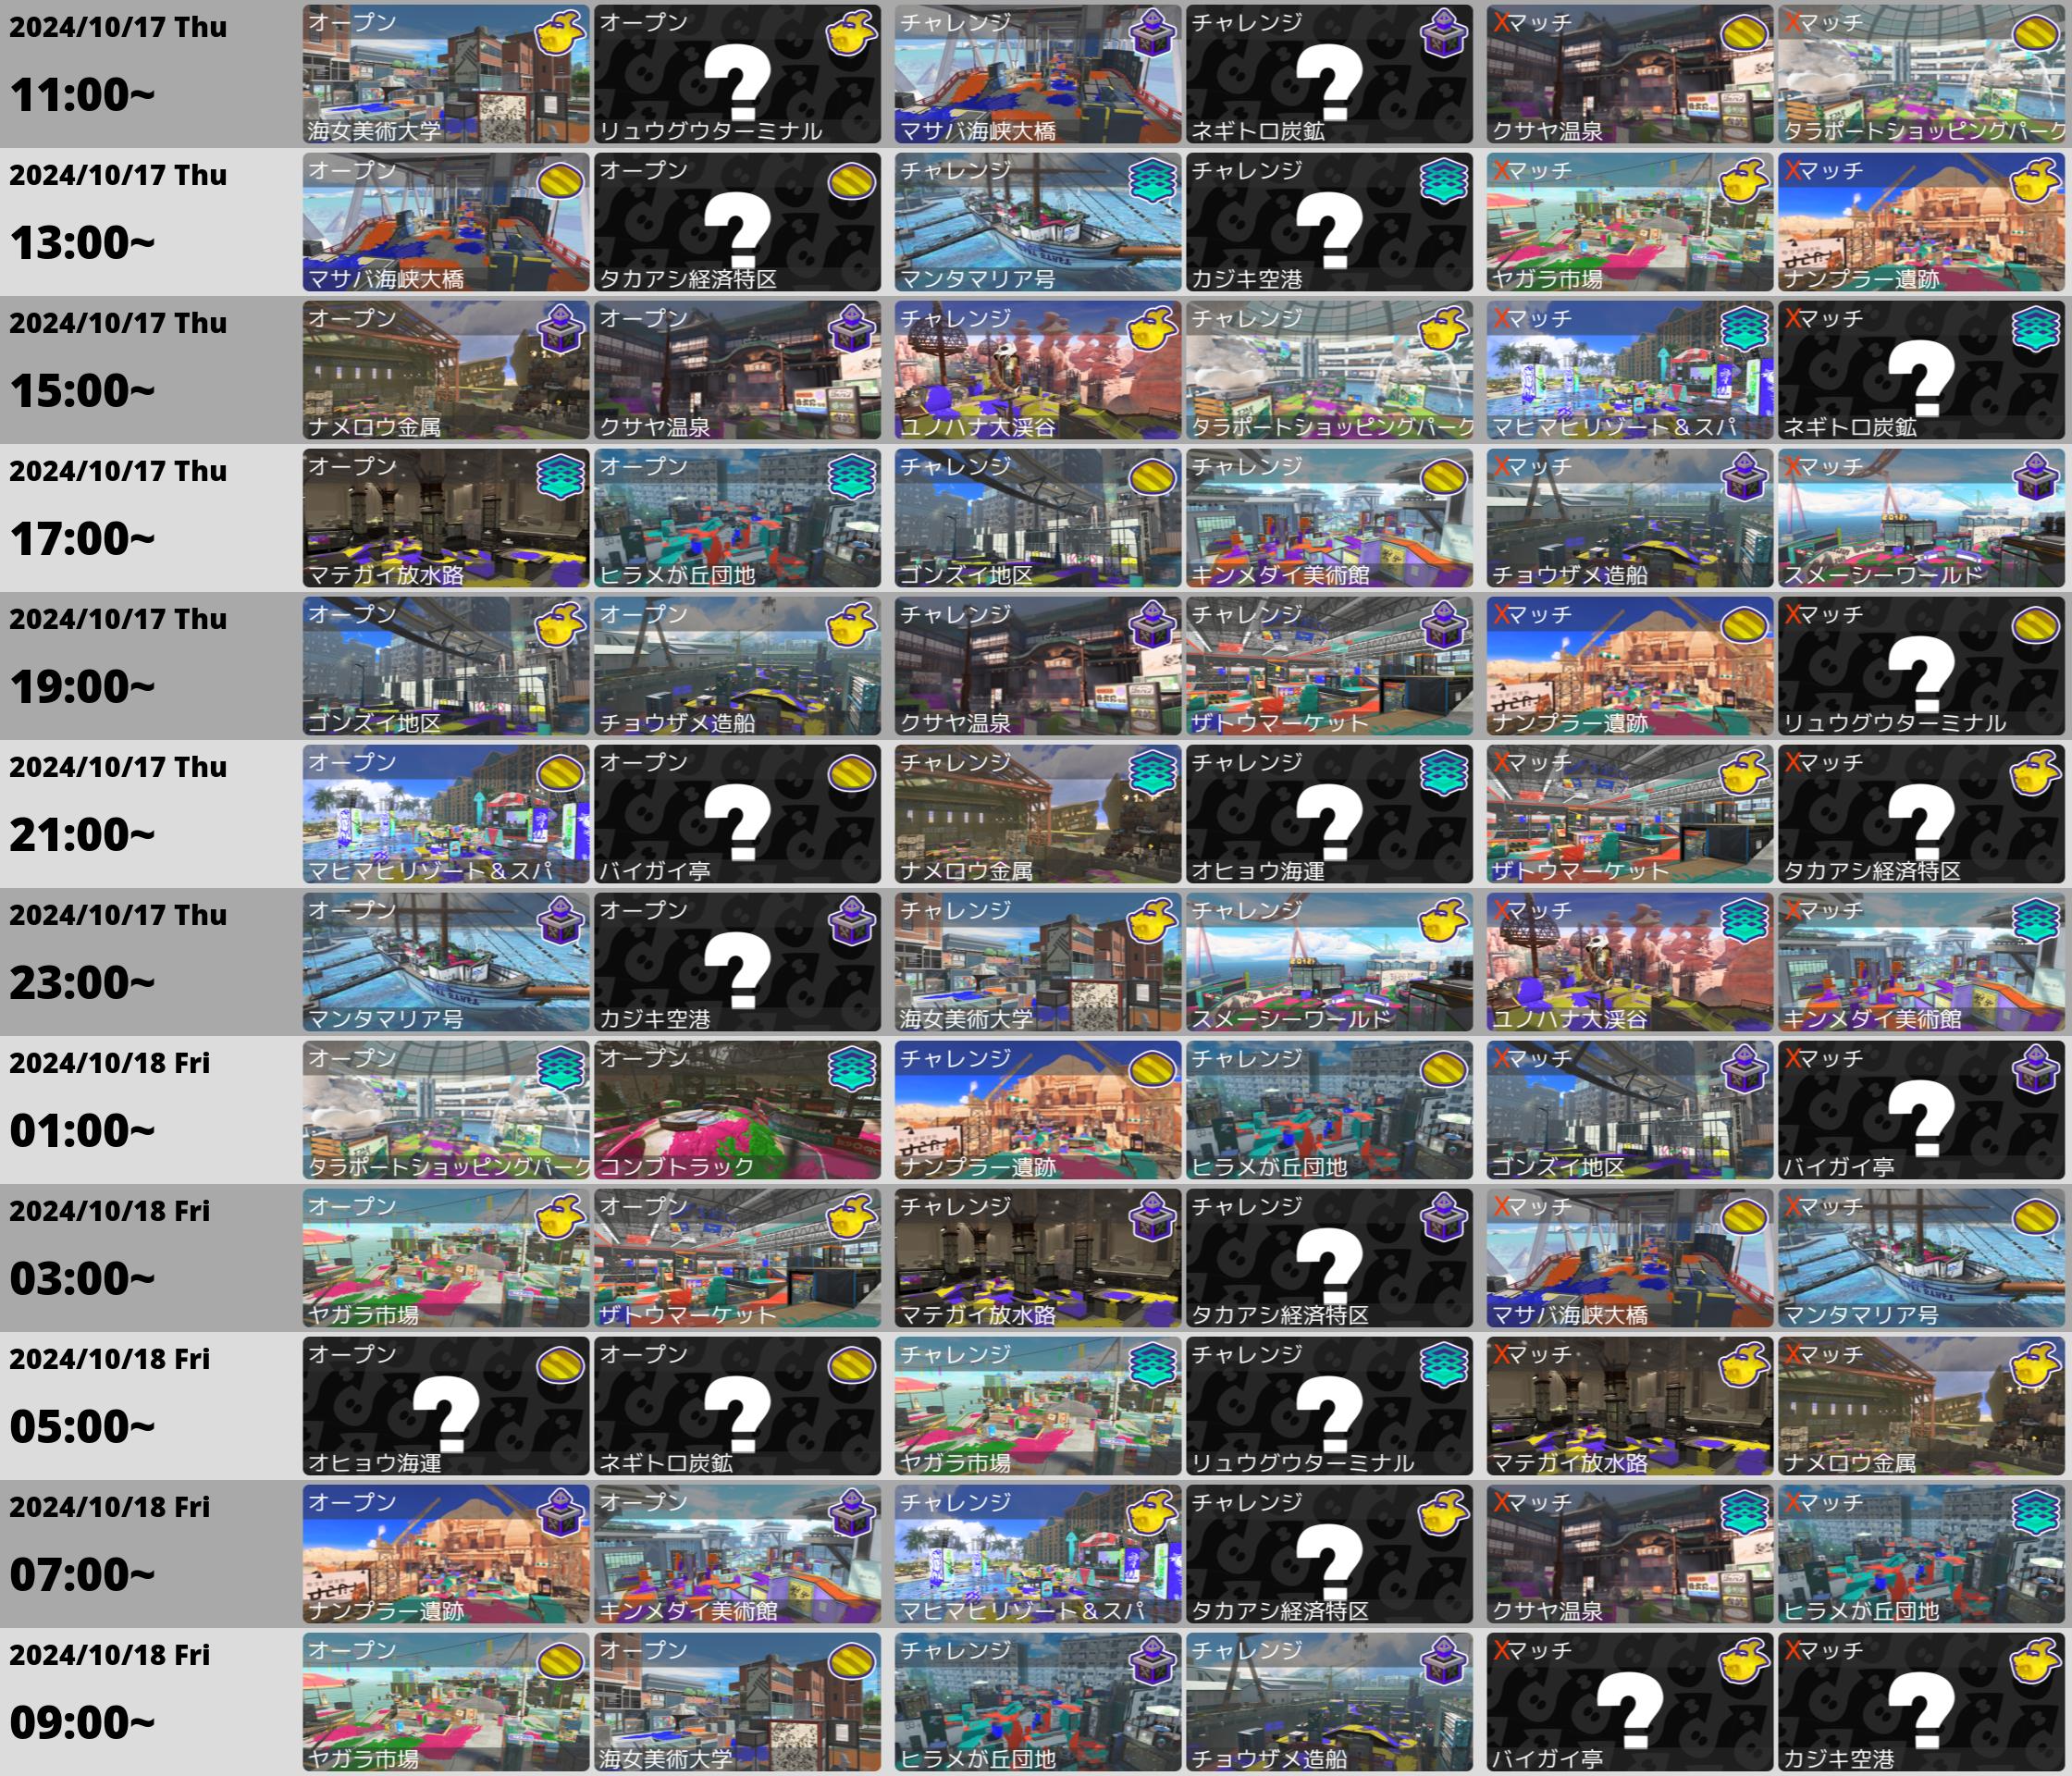 2024/10/17 Thu
11:00~
オープン
海女美術大学
オープン
リュウグウターミナル
チャレンジ
マサバ海峡大橋
チャレンジ
ネギトロ炭鉱
Xマッチ
クサヤ温泉
Xマッチ
タラポートショッピングパーク
2024/10/17 Thu
13:00~
オープン
マサバ海峡大橋
オープン
タカアシ経済特区
チャレンジ
マンタマリア号
チャレンジ
カジキ空港
Xマッチ
ヤガラ市場
Xマッチ
ナンプラー遺跡
2024/10/17 Thu
15:00~
オープン
ナメロウ金属
オープン
クサヤ温泉
チャレンジ
ユノハナ大渓谷
チャレンジ
タラポートショッピングパーク
Xマッチ
マヒマヒリゾート＆スパ
Xマッチ
ネギトロ炭鉱
2024/10/17 Thu
17:00~
オープン
マテガイ放水路
オープン
ヒラメが丘団地
チャレンジ
ゴンズイ地区
チャレンジ
キンメダイ美術館
Xマッチ
チョウザメ造船
Xマッチ
スメーシーワールド
2024/10/17 Thu
19:00~
オープン
ゴンズイ地区
オープン
チョウザメ造船
チャレンジ
クサヤ温泉
チャレンジ
ザトウマーケット
Xマッチ
ナンプラー遺跡
Xマッチ
リュウグウターミナル
2024/10/17 Thu
21:00~
オープン
マヒマヒリゾート＆スパ
オープン
バイガイ亭
チャレンジ
ナメロウ金属
チャレンジ
オヒョウ海運
Xマッチ
ザトウマーケット
Xマッチ
タカアシ経済特区
2024/10/17 Thu
23:00~
オープン
マンタマリア号
オープン
カジキ空港
チャレンジ
海女美術大学
チャレンジ
スメーシーワールド
Xマッチ
ユノハナ大渓谷
Xマッチ
キンメダイ美術館
2024/10/18 Fri
01:00~
オープン
タラポートショッピングパーク
オープン
コンブトラック
チャレンジ
ナンプラー遺跡
チャレンジ
ヒラメが丘団地
Xマッチ
ゴンズイ地区
Xマッチ
バイガイ亭
2024/10/18 Fri
03:00~
オープン
ヤガラ市場
オープン
ザトウマーケット
チャレンジ
マテガイ放水路
チャレンジ
タカアシ経済特区
Xマッチ
マサバ海峡大橋
Xマッチ
マンタマリア号
2024/10/18 Fri
05:00~
オープン
オヒョウ海運
オープン
ネギトロ炭鉱
チャレンジ
ヤガラ市場
チャレンジ
リュウグウターミナル
Xマッチ
マテガイ放水路
Xマッチ
ナメロウ金属
2024/10/18 Fri
07:00~
オープン
ナンプラー遺跡
オープン
キンメダイ美術館
チャレンジ
マヒマヒリゾート＆スパ
チャレンジ
タカアシ経済特区
Xマッチ
クサヤ温泉
Xマッチ
ヒラメが丘団地
2024/10/18 Fri
09:00~
オープン
ヤガラ市場
オープン
海女美術大学
チャレンジ
ヒラメが丘団地
チャレンジ
チョウザメ造船
Xマッチ
バイガイ亭
Xマッチ
カジキ空港